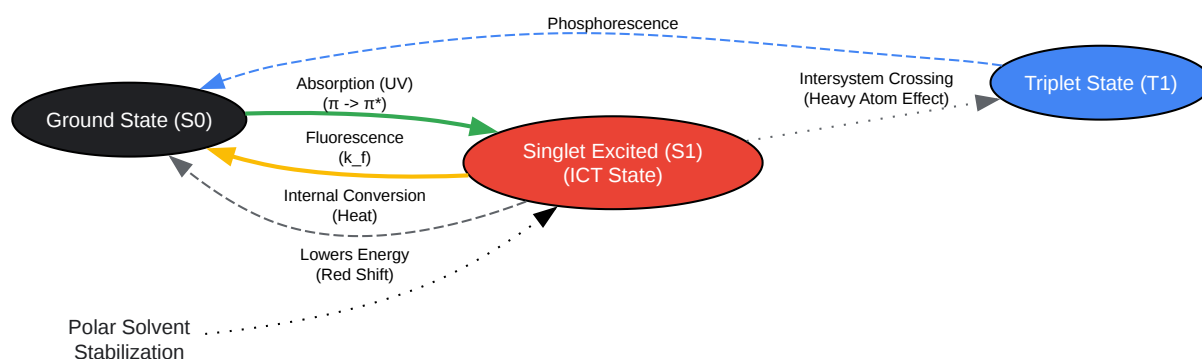 Phosphorescence
Absorption (UV)
(π -> π*)
Intersystem Crossing
(Heavy Atom Effect)
Triplet State (T1)
Ground State (S0)
Fluorescence
(k_f)
Singlet Excited (S1)
(ICT State)
Internal Conversion
(Heat)
Lowers Energy
(Red Shift)
Polar Solvent
Stabilization